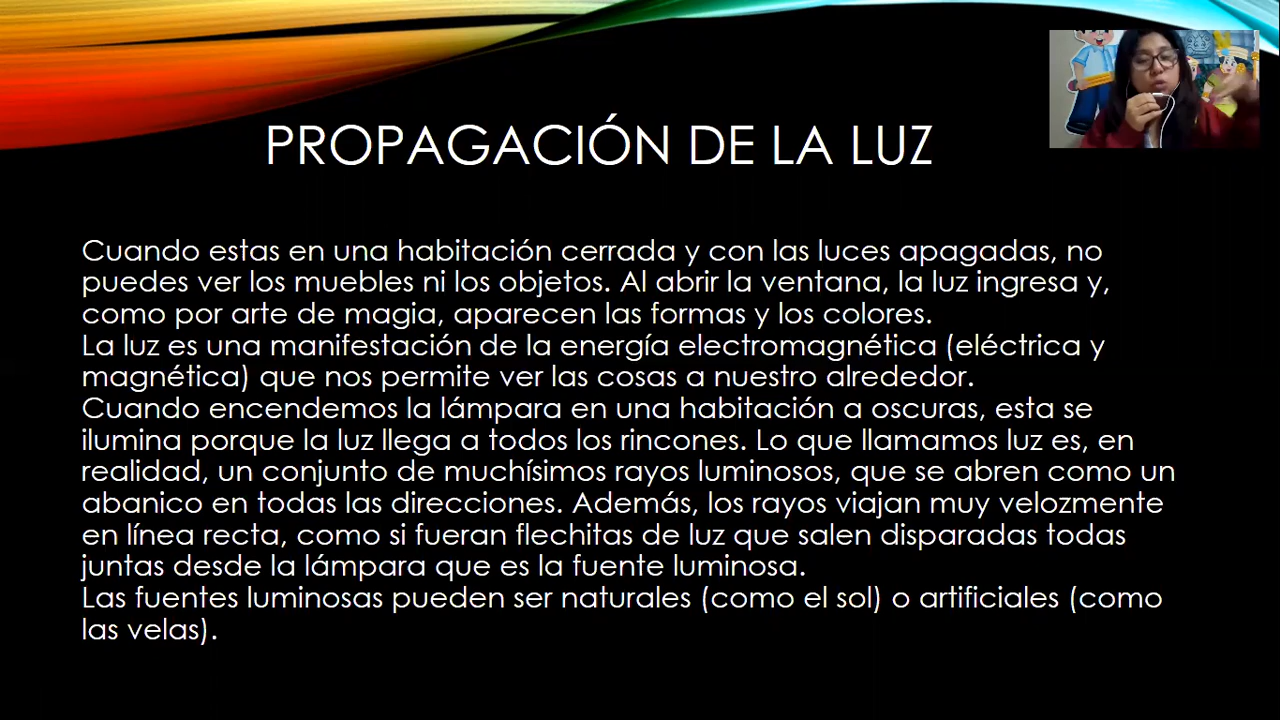 PROPAGACIÓN DE LA LUZ
Cuando estas en una habitación cerrada y con las luces apagadas, no
puedes ver los muebles ni los objetos. Al abrir la ventana, la luz ingresa y,
como por arte de magia, aparecen las formas y los colores.
La luz es una manifestación de la energía electromagnética (eléctrica y
magnética) que nos permite ver las cosas a nuestro alrededor.
Cuando encendemos la lámpara en una habitación a oscuras, esta se
ilumina porque la luz llega a todos los rincones. Lo que llamamos luz es, en
realidad, un conjunto de muchísimos rayos luminosos, que se abren como un
abanico en todas las direcciones. Además, los rayos viajan muy velozmente
en línea recta, como si fueran flechitas de luz que salen disparadas todas
juntas desde la lámpara que es la fuente luminosa.
Las fuentes luminosas pueden ser naturales (como el sol) o artificiales (como
las velas).